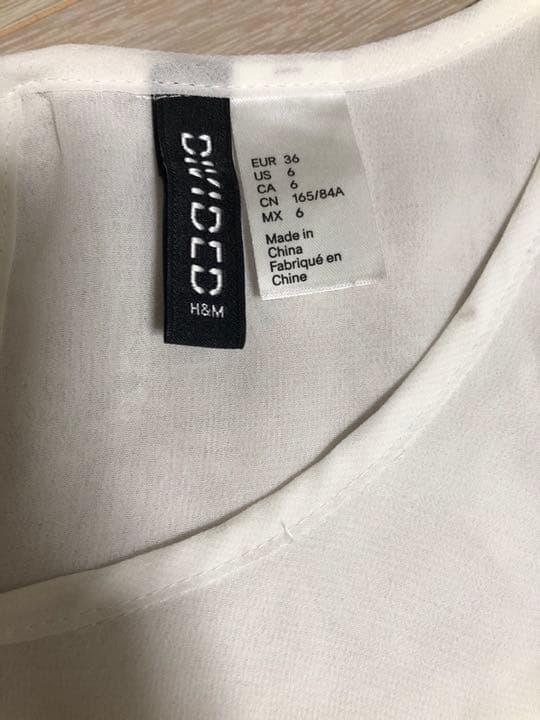 DIVIDED
H&M
EUR 36
US 6
CA 6
CN 165/84A
MX 6
Made in
China
Fabriqué en
Chine